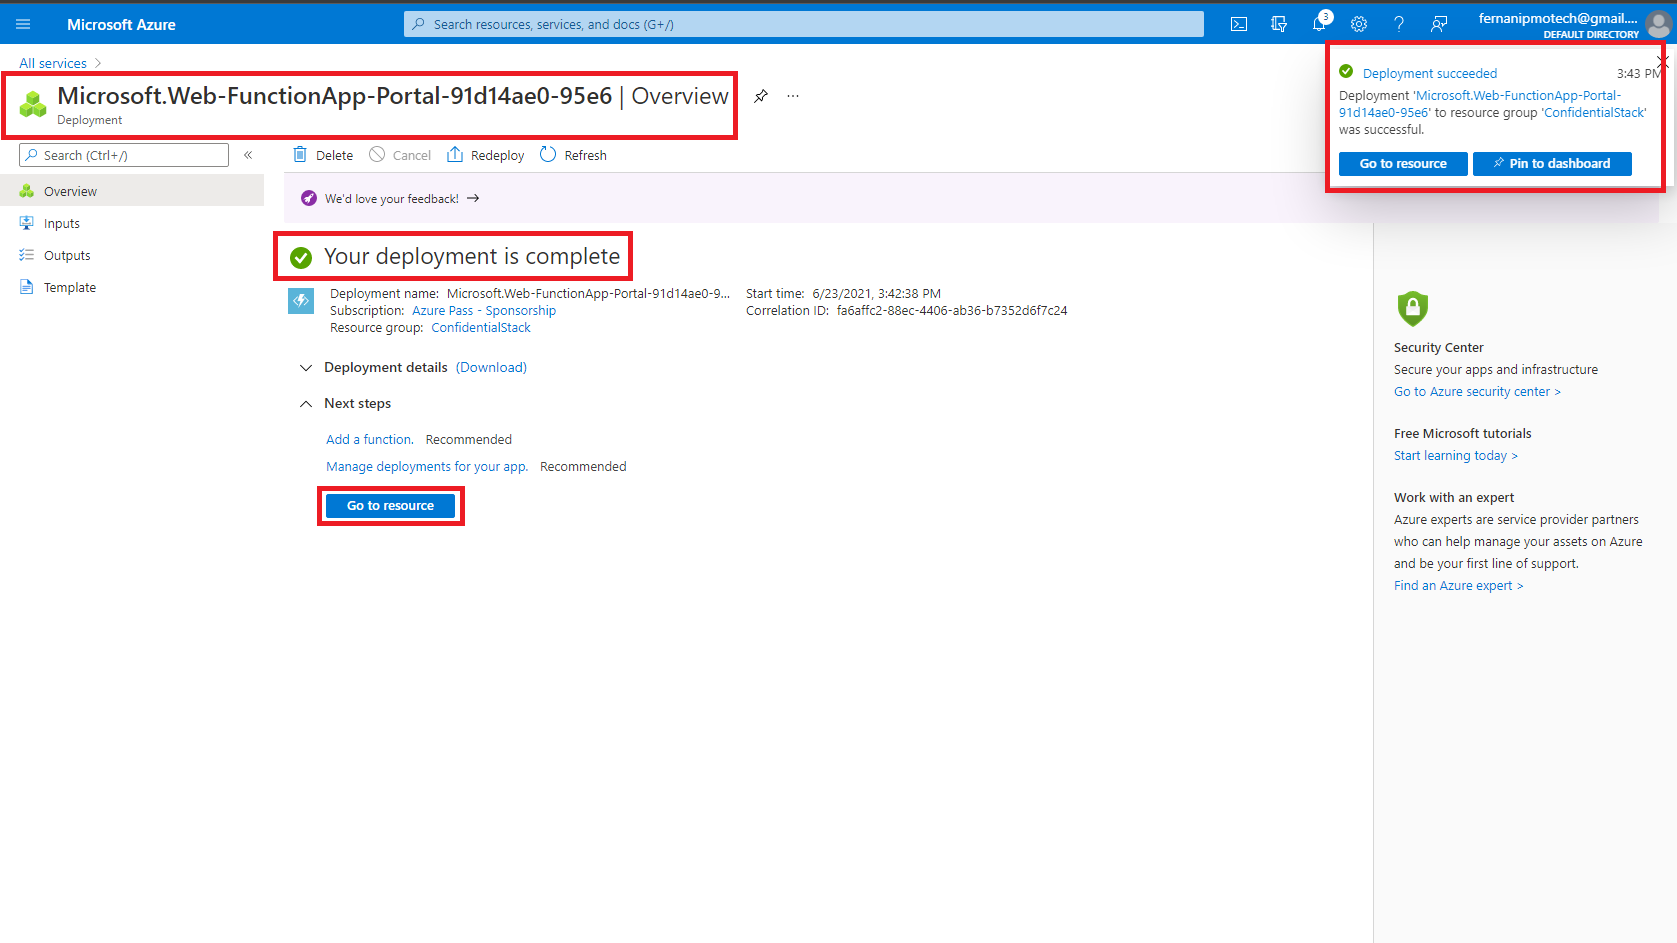 Microsoft Azure
Search resources, services, and docs (G+/)
3
fernanipmotech@gmail....
DEFAULT DIRECTORY
All services
Microsoft.Web-FunctionApp-Portal-91d14ae0-95e6 | Overview
Deployment
...
Deployment succeeded
3:43 PM
Deployment 'Microsoft.Web-FunctionApp-Portal-
91d14ae0-95e6' to resource group 'ConfidentialStack'
was successful.
Go to resource
Pin to dashboard
Search (Ctrl+/)
«
Delete
Cancel
Redeploy
Refresh
Overview
Inputs
Outputs
Template
We'd love your feedback! →
Your deployment is complete
Deployment name: Microsoft.Web-FunctionApp-Portal-91d14ae0-9...
Subscription: Azure Pass - Sponsorship
Resource group: ConfidentialStack
Start time: 6/23/2021, 3:42:38 PM
Correlation ID: fa6affc2-88ec-4406-ab36-b7352d6f7c24
Deployment details (Download)
Next steps
Add a function. Recommended
Manage deployments for your app. Recommended
Go to resource
Security Center
Secure your apps and infrastructure
Go to Azure security center >
Free Microsoft tutorials
Start learning today >
Work with an expert
Azure experts are service provider partners
who can help manage your assets on Azure
and be your first line of support.
Find an Azure expert >